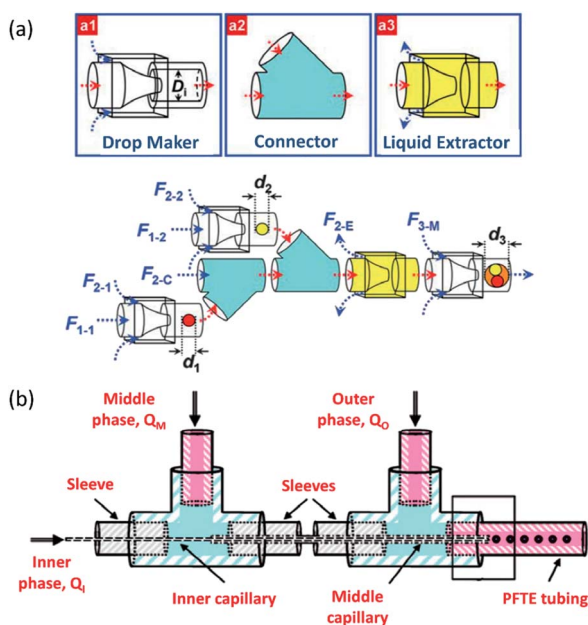 (a)
a1
a2
a3
Di
Drop Maker
Connector
Liquid Extractor
F2-2
d2
F2-E
F3-M
F1-2
d3
F2-1
F2-C
F1-1
d1
(b)
Middle
phase, QM
Outer
phase, QO
Sleeve
Sleeves
Inner
phase, QI
Inner capillary
Middle
capillary
PFTE tubing